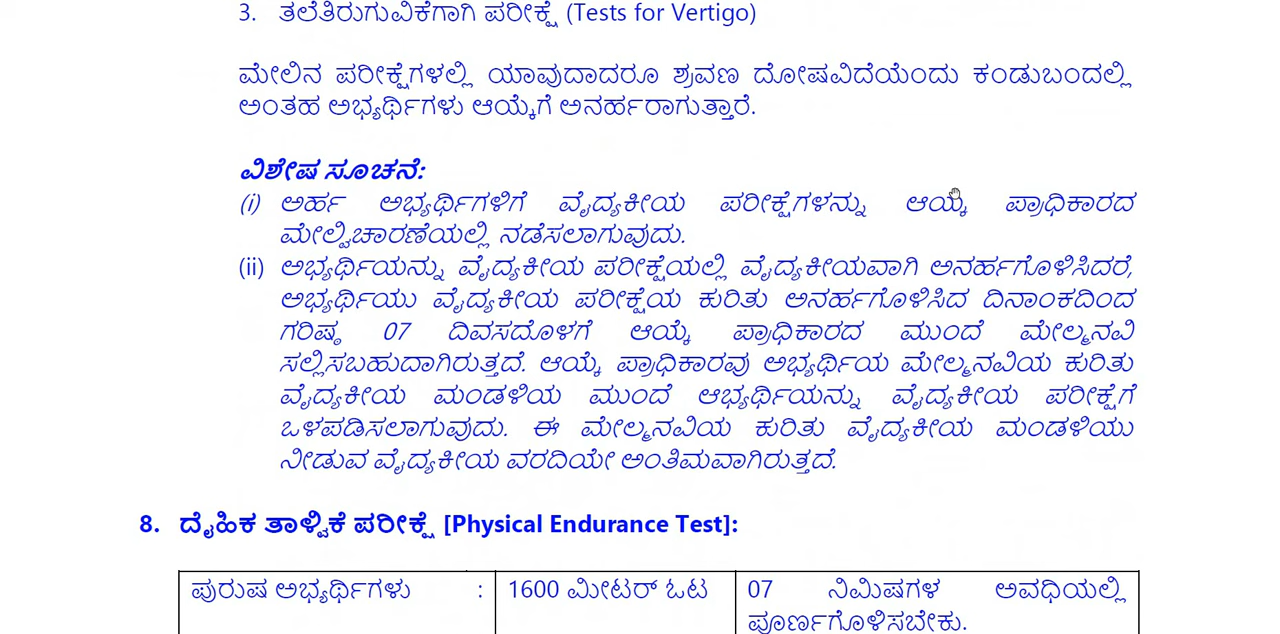 3. ತಲೆತಿರುಗುವಿಕೆಗಾಗಿ ಪರೀಕ್ಷೆ (Tests for Vertigo)
ಮೇಲಿನ ಪರೀಕ್ಷೆಗಳಲ್ಲಿ ಯಾವುದಾದರೂ ಶ್ರವಣ ದೋಷವಿದೆಯೆಂದು ಕಂಡುಬಂದಲ್ಲಿ
ಅಂತಹ ಅಭ್ಯರ್ಥಿಗಳು ಆಯ್ಕೆಗೆ ಅನರ್ಹರಾಗುತ್ತಾರೆ.
ವಿಶೇಷ ಸೂಚನೆ:
(i) ಅರ್ಹ ಅಭ್ಯರ್ಥಿಗಳಿಗೆ ವೈದ್ಯಕೀಯ ಪರೀಕ್ಷೆಗಳನ್ನು ಆಯ್ಕೆ ಪ್ರಾಧಿಕಾರದ
ಮೇಲ್ವಿಚಾರಣೆಯಲ್ಲಿ ನಡೆಸಲಾಗುವುದು.
(ii) ಅಭ್ಯರ್ಥಿಯನ್ನು ವೈದ್ಯಕೀಯ ಪರೀಕ್ಷೆಯಲ್ಲಿ ವೈದ್ಯಕೀಯವಾಗಿ ಅನರ್ಹಗೊಳಿಸಿದರೆ,
ಅಭ್ಯರ್ಥಿಯು ವೈದ್ಯಕೀಯ ಪರೀಕ್ಷೆಯ ಕುರಿತು ಅನರ್ಹಗೊಳಿಸಿದ ದಿನಾಂಕದಿಂದ
ಗರಿಷ್ಠ 07 ದಿವಸದೊಳಗೆ ಆಯ್ಕೆ ಪ್ರಾಧಿಕಾರದ ಮುಂದೆ ಮೇಲ್ಮನವಿ
ಸಲ್ಲಿಸಬಹುದಾಗಿರುತ್ತದೆ. ಆಯ್ಕೆ ಪ್ರಾಧಿಕಾರವು ಅಭ್ಯರ್ಥಿಯ ಮೇಲ್ಮನವಿಯ ಕುರಿತು
ವೈದ್ಯಕೀಯ ಮಂಡಳಿಯ ಮುಂದೆ ಆಭ್ಯರ್ಥಿಯನ್ನು ವೈದ್ಯಕೀಯ ಪರೀಕ್ಷೆಗೆ
ಒಳಪಡಿಸಲಾಗುವುದು. ಈ ಮೇಲ್ಮನವಿಯ ಕುರಿತು ವೈದ್ಯಕೀಯ ಮಂಡಳಿಯು
ನೀಡುವ ವೈದ್ಯಕೀಯ ವರದಿಯೇ ಅಂತಿಮವಾಗಿರುತ್ತದೆ.
8. ದೈಹಿಕ ತಾಳ್ವಿಕೆ ಪರೀಕ್ಷೆ [Physical Endurance Test]:
ಪುರುಷ ಅಭ್ಯರ್ಥಿಗಳು : 1600 ಮೀಟರ್ ಓಟ 07 ನಿಮಿಷಗಳ ಅವಧಿಯಲ್ಲಿ
ಪೂರ್ಣಗೊಳಿಸಬೇಕು.